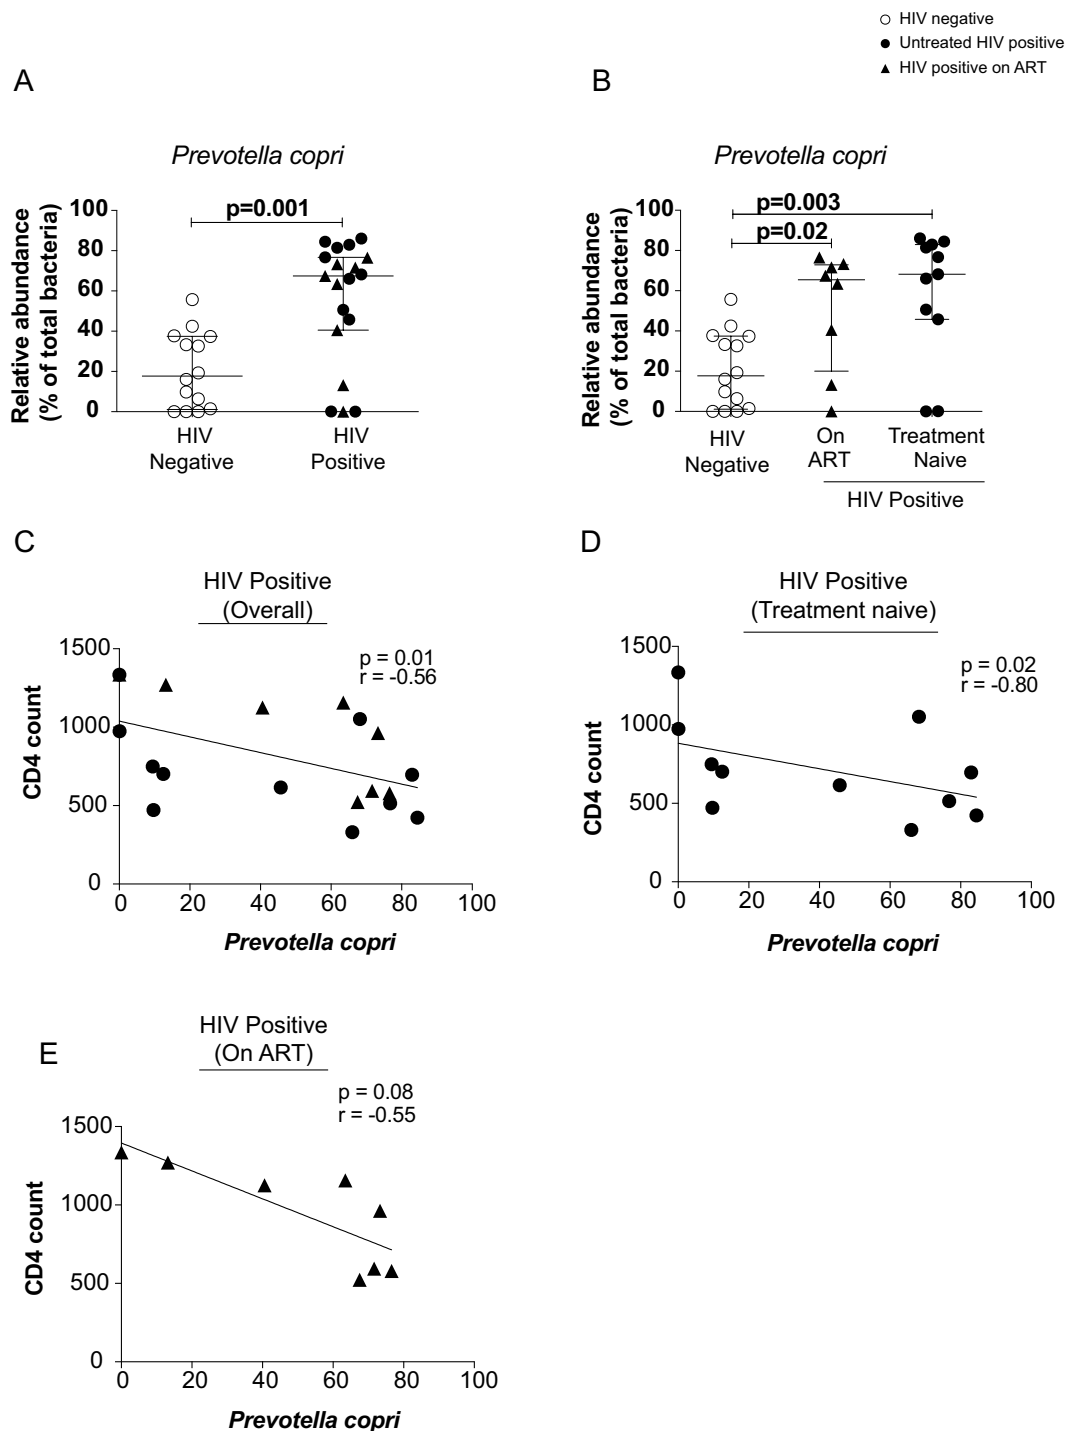 HIV negative
Untreated HIV positive
HIV positive on ART
A
Prevotella copri
Relative abundance
(% of total bacteria)
100
80
60
40
20
0
p=0.001
HIV
Negative
HIV
Positive
B
Prevotella copri
Relative abundance
(% of total bacteria)
100
80
60
40
20
0
p=0.003
p=0.02
HIV
Negative
On
ART
Treatment
Naive
HIV Positive
C
HIV Positive
(Overall)
p = 0.01
r = -0.56
CD4 count
1500
1000
500
0
0 20 40 60 80 100
Prevotella copri
D
HIV Positive
(Treatment naive)
p = 0.02
r = -0.80
CD4 count
1500
1000
500
0
0 20 40 60 80 100
Prevotella copri
E
HIV Positive
(On ART)
p = 0.08
r = -0.55
CD4 count
1500
1000
500
0
0 20 40 60 80 100
Prevotella copri